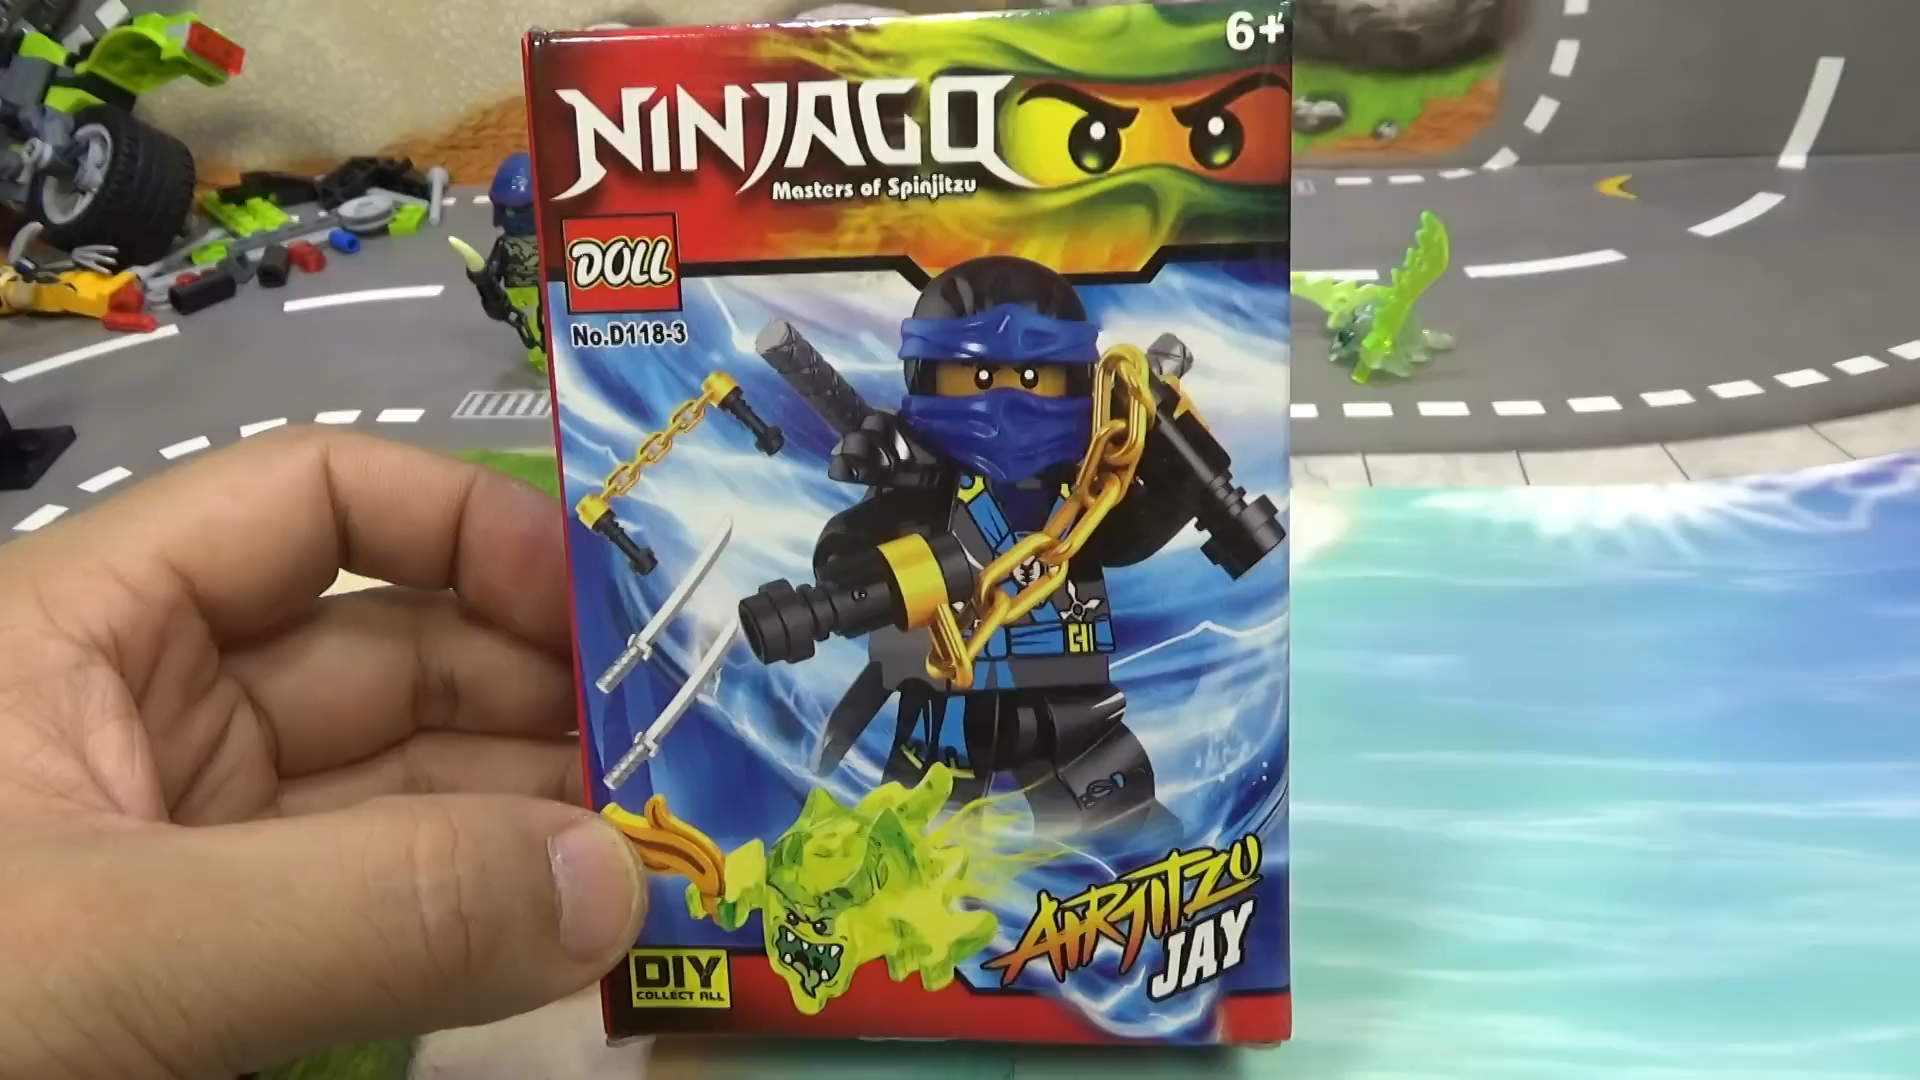 6+
NINJAGO
Masters of Spinjitzu
DOLL
No.D118-3
AIRJITZU
JAY
DIY
COLLECT ALL